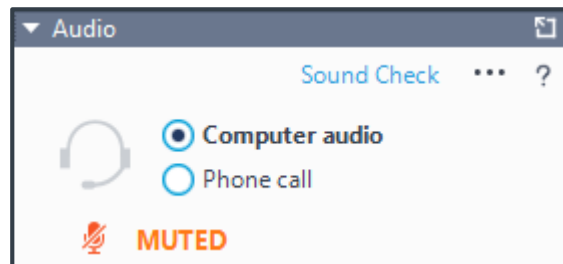 Audio
Sound Check ••• ?
Computer audio
Phone call
MUTED